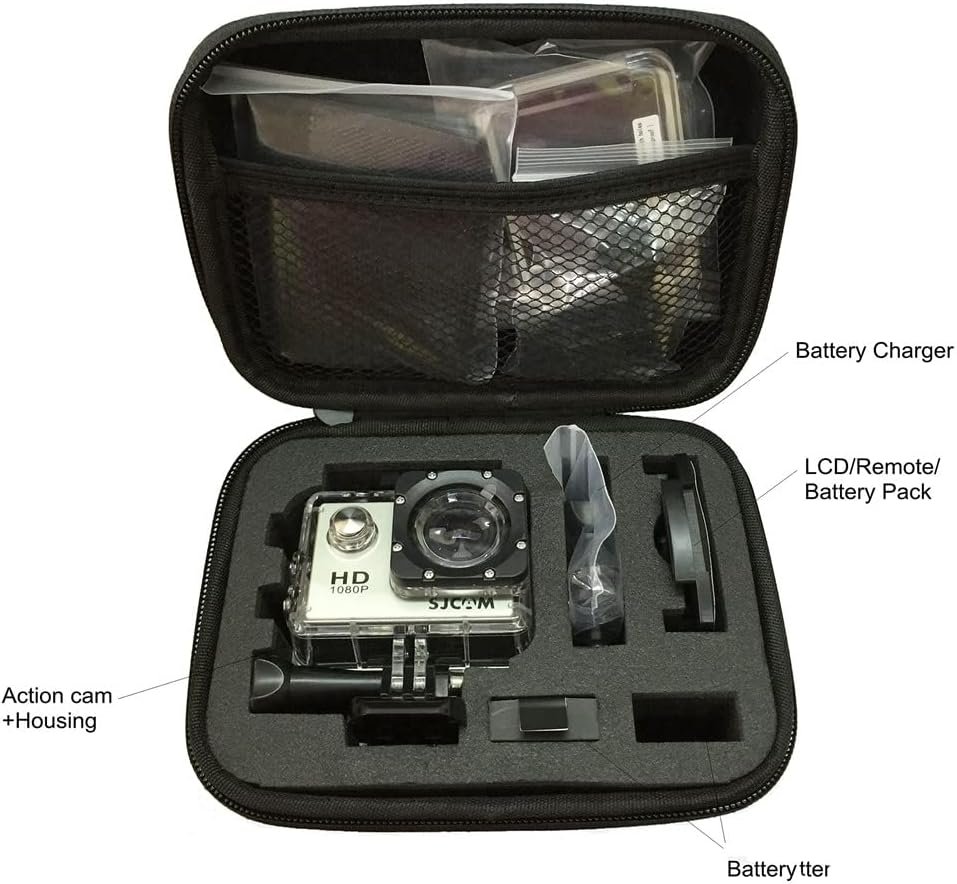 Battery Charger
LCD/Remote/
Battery Pack
HD
1080P
SJCAM
Action cam
+Housing
Batterytter